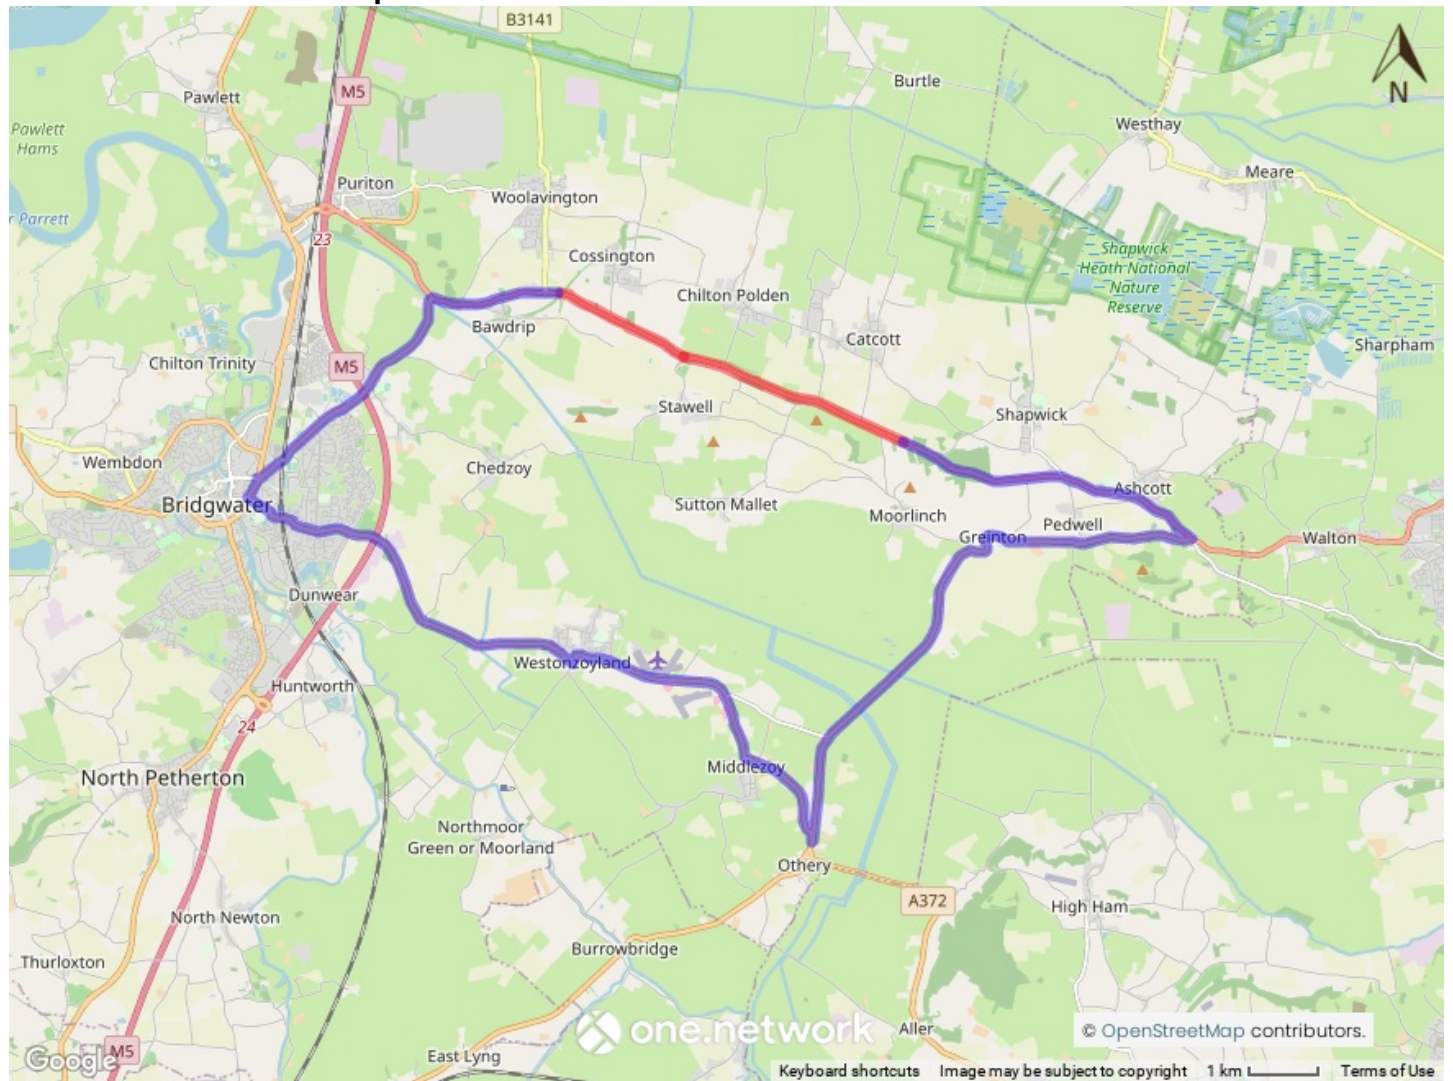 B3141
Burtle
M5
Pawlett
N
Westhay
Pawlett
Hams
Meare
Puriton
Woolavington
r Parrett
23
Cossington
Shapwick
Heath National
Nature
Reserve
Chilton Polden
Bawdrip
Catcott
Sharpham
Chilton Trinity
M5
Stawell
Shapwick
Wembdon
Chedzoy
Ashcott
Bridgwater
Sutton Mallet
Moorlinch
Pedwell
Greinton
Walton
Dunwear
Westonzoyland
Huntworth
24
Middlezoy
North Petherton
Northmoor
Green or Moorland
Othery
A372
High Ham
North Newton
Burrowbridge
Thurloxton
one.network
Aller
© OpenStreetMap contributors.
M5
Google
East Lyng
Keyboard shortcuts Image may be subject to copyright 1 km Terms of Use